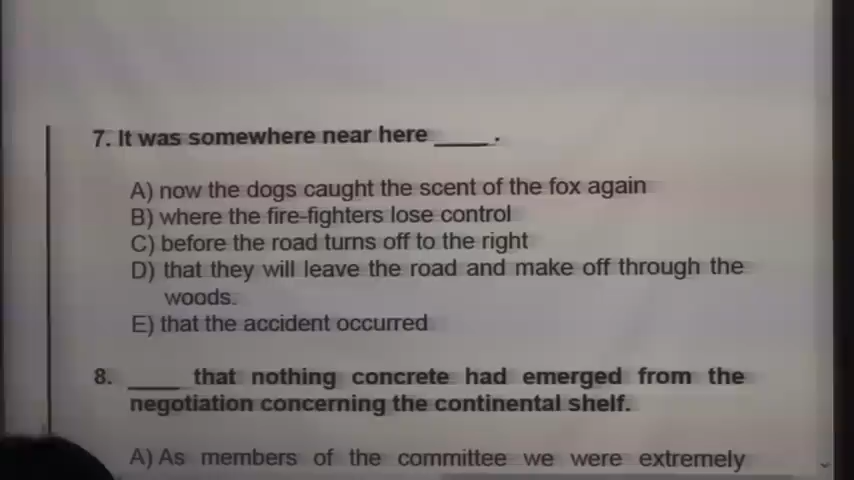 7. It was somewhere near here ____.
A) now the dogs caught the scent of the fox again
B) where the fire-fighters lose control
C) before the road turns off to the right
D) that they will leave the road and make off through the
woods.
E) that the accident occurred
8. ____ that nothing concrete had emerged from the
negotiation concerning the continental shelf.
A) As members of the committee we were extremely